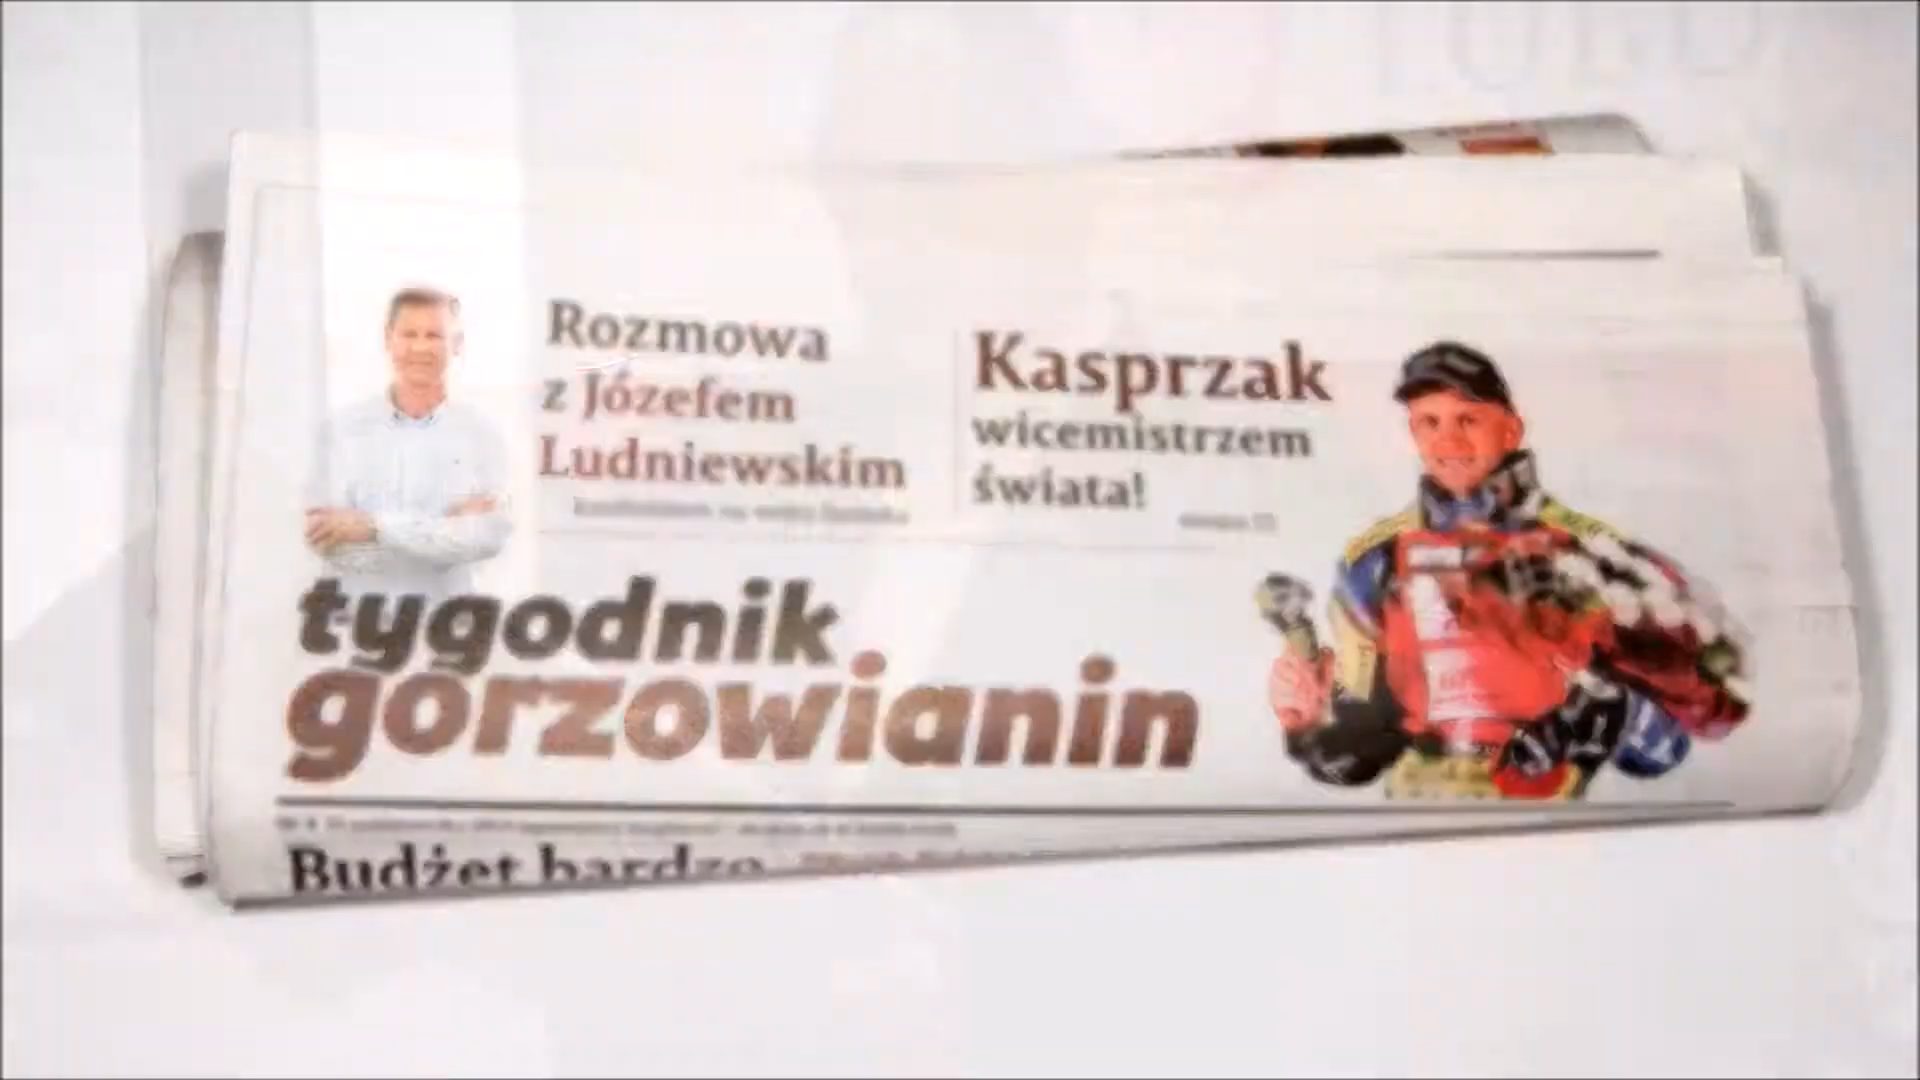 Rozmowa
z Józefem
Ludniewskim
Kasprzak
wicemistrzem
świata!
tygodnik
gorzowianin
Budżet bardzo